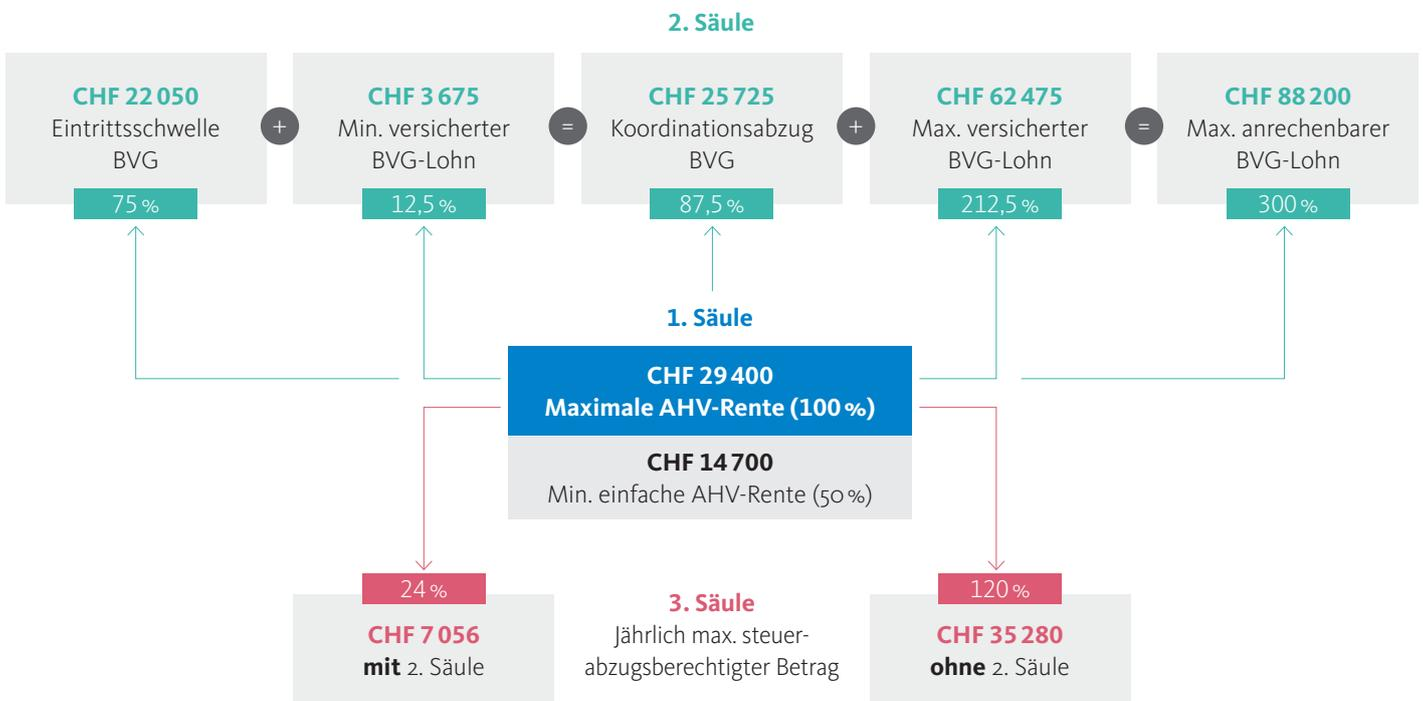 2. Säule
CHF 22 050
Eintrittsschwelle
BVG
75 %
+
CHF 3 675
Min. versicherter
BVG-Lohn
12,5 %
=
CHF 25 725
Koordinationsabzug
BVG
87,5 %
+
CHF 62 475
Max. versicherter
BVG-Lohn
212,5 %
=
CHF 88 200
Max. anrechenbarer
BVG-Lohn
300 %
1. Säule
CHF 29 400
Maximale AHV-Rente (100 %)
CHF 14 700
Min. einfache AHV-Rente (50 %)
24 %
CHF 7 056
mit 2. Säule
3. Säule
Jährlich max. steuer-
abzugsberechtigter Betrag
120 %
CHF 35 280
ohne 2. Säule